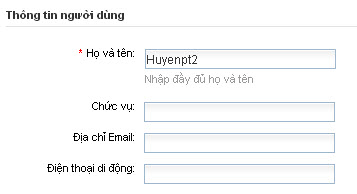 Thông tin người dùng
* Họ và tên: Huyenpt2
Nhập đầy đủ họ và tên
Chức vụ:
Địa chỉ Email:
Điện thoại di động: